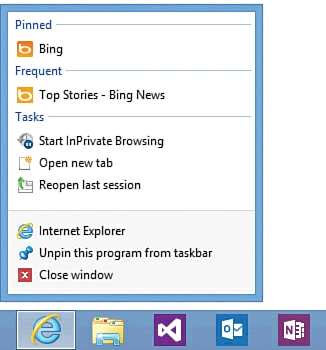 Pinned
Bing
Frequent
Top Stories - Bing News
Tasks
Start InPrivate Browsing
Open new tab
Reopen last session
Internet Explorer
Unpin this program from taskbar
Close window